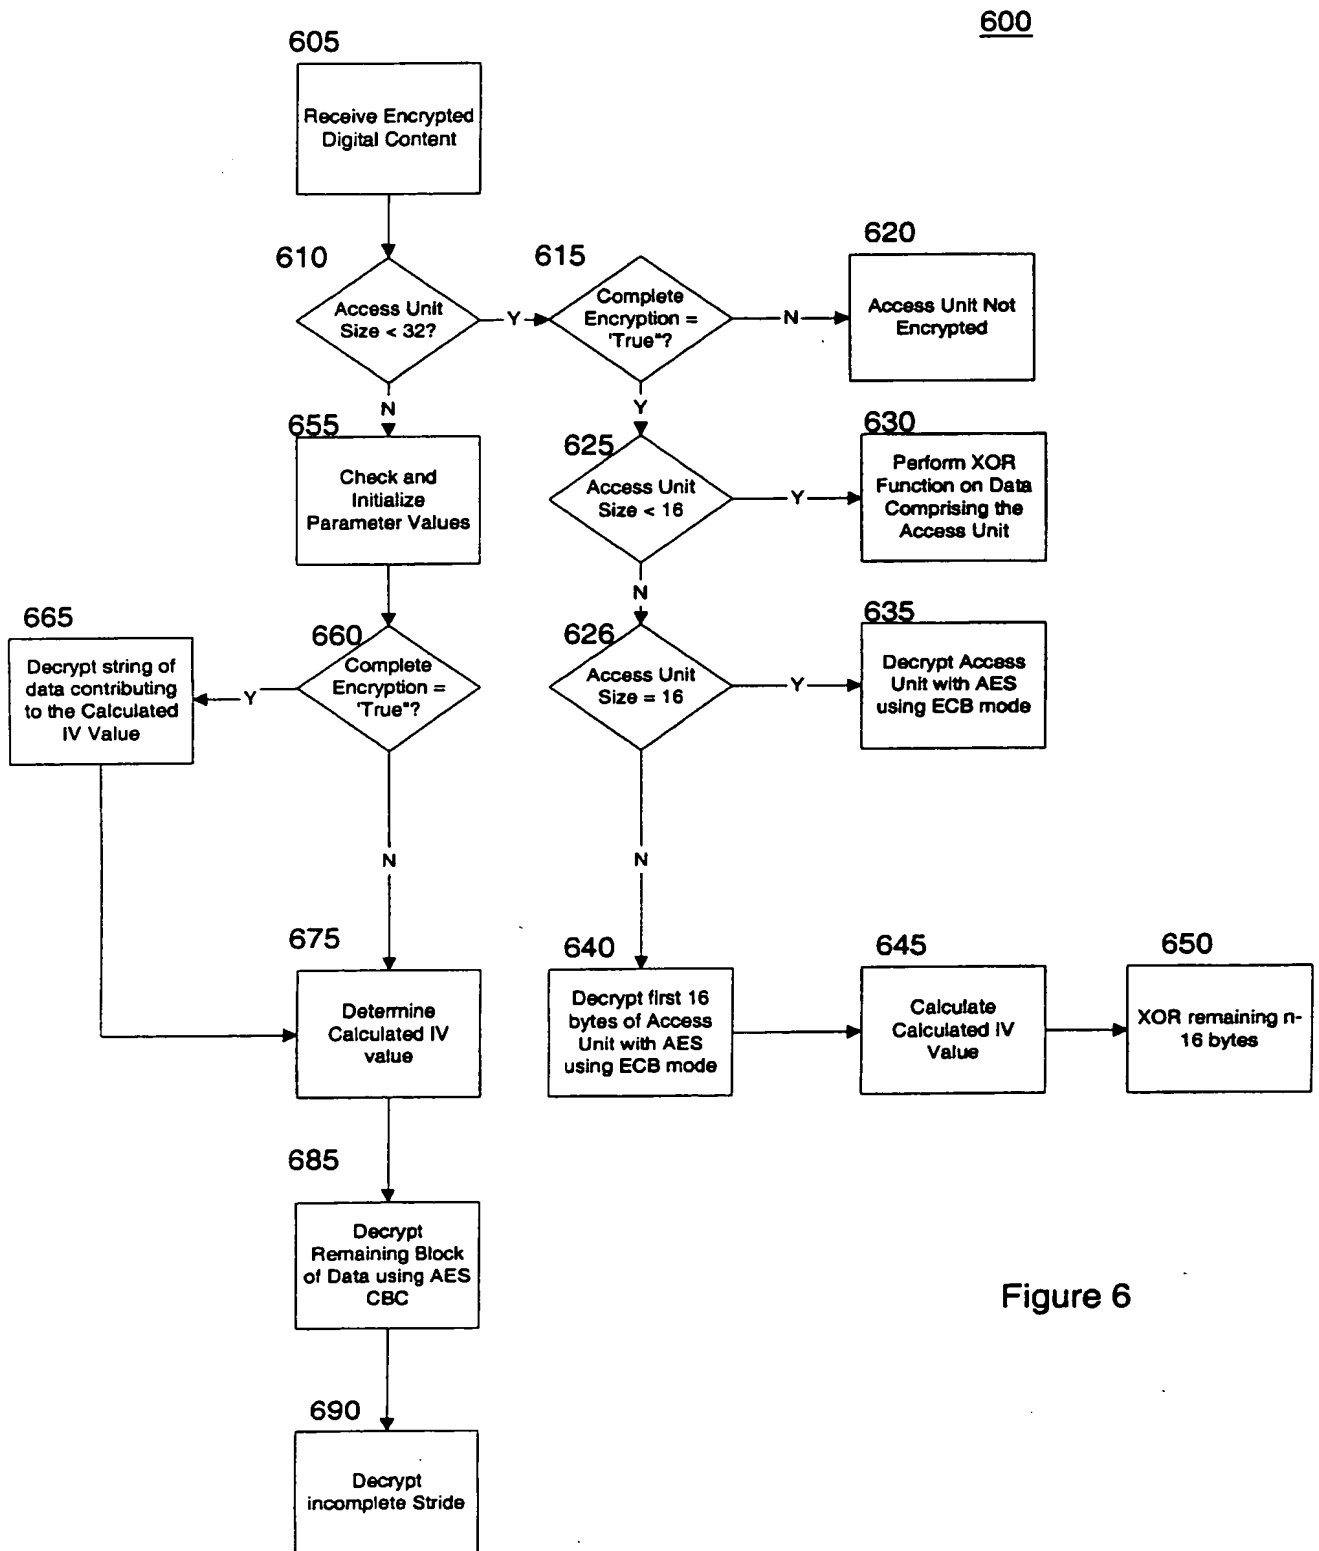 600
605
Receive Encrypted
Digital Content
610
Access Unit
Size < 32?
Y
615
Complete
Encryption =
'True"?
N
620
Access Unit Not
Encrypted
N
Y
655
Check and
Initialize
Parameter Values
625
Access Unit
Size < 16
Y
630
Perform XOR
Function on Data
Comprising the
Access Unit
N
665
Decrypt string of
data contributing
to the Calculated
IV Value
Y
660
Complete
Encryption =
'True"?
626
Access Unit
Size = 16
Y
635
Decrypt Access
Unit with AES
using ECB mode
N
N
675
Determine
Calculated IV
value
640
Decrypt first 16
bytes of Access
Unit with AES
using ECB mode
645
Calculate
Calculated IV
Value
650
XOR remaining n-
16 bytes
685
Decrypt
Remaining Block
of Data using AES
CBC
Figure 6
690
Decrypt
incomplete Stride